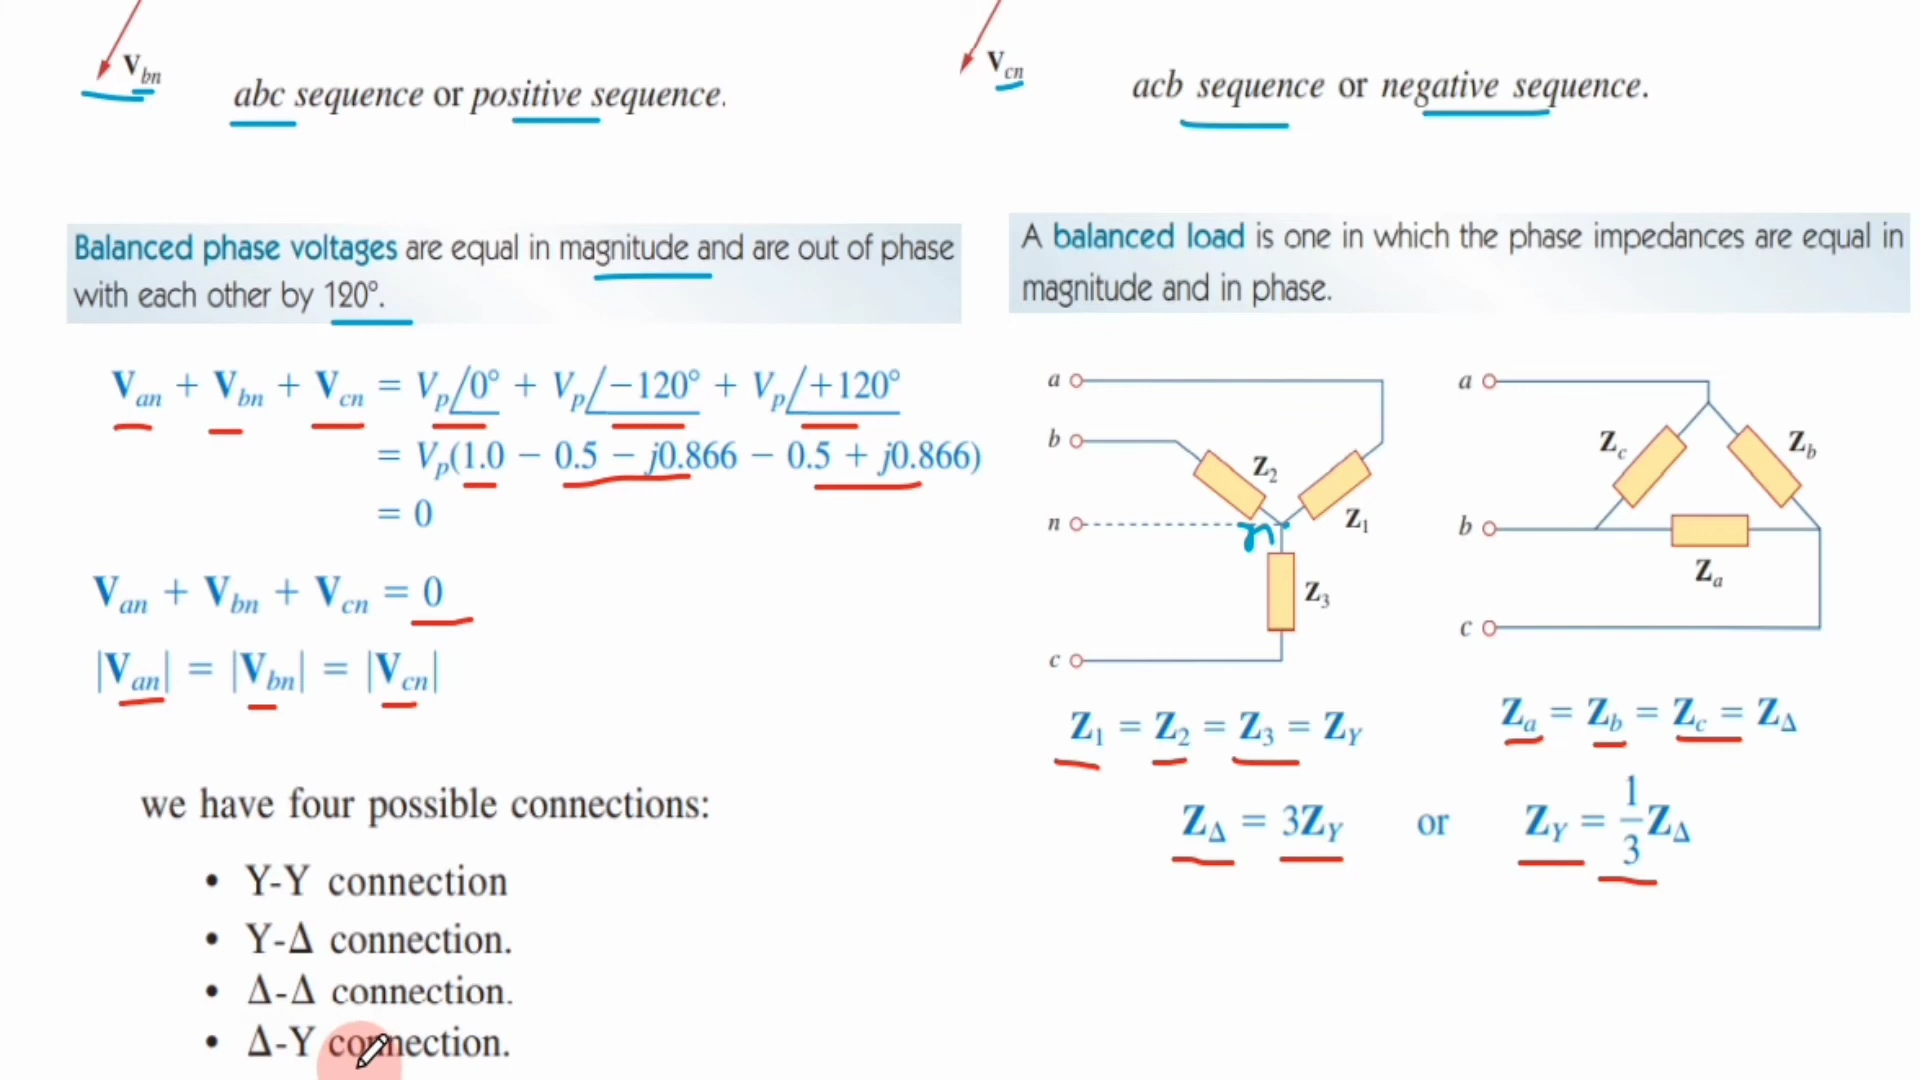 V_bn
abc sequence or positive sequence.
V_cn
acb sequence or negative sequence.
Balanced phase voltages are equal in magnitude and are out of phase
with each other by 120°.
V_an + V_bn + V_cn = V_p∠0° + V_p∠−120° + V_p∠+120°
= V_p(1.0 − 0.5 − j0.866 − 0.5 + j0.866)
= 0
V_an + V_bn + V_cn = 0
|V_an| = |V_bn| = |V_cn|
we have four possible connections:
• Y-Y connection
• Y-Δ connection.
• Δ-Δ connection.
• Δ-Y connection.
A balanced load is one in which the phase impedances are equal in
magnitude and in phase.
a
b
Z_2
n
n
Z_1
Z_3
c
a
Z_c
Z_b
b
Z_a
c
Z_1 = Z_2 = Z_3 = Z_Y
Z_a = Z_b = Z_c = Z_Δ
Z_Δ = 3Z_Y or Z_Y = 1/3 Z_Δ